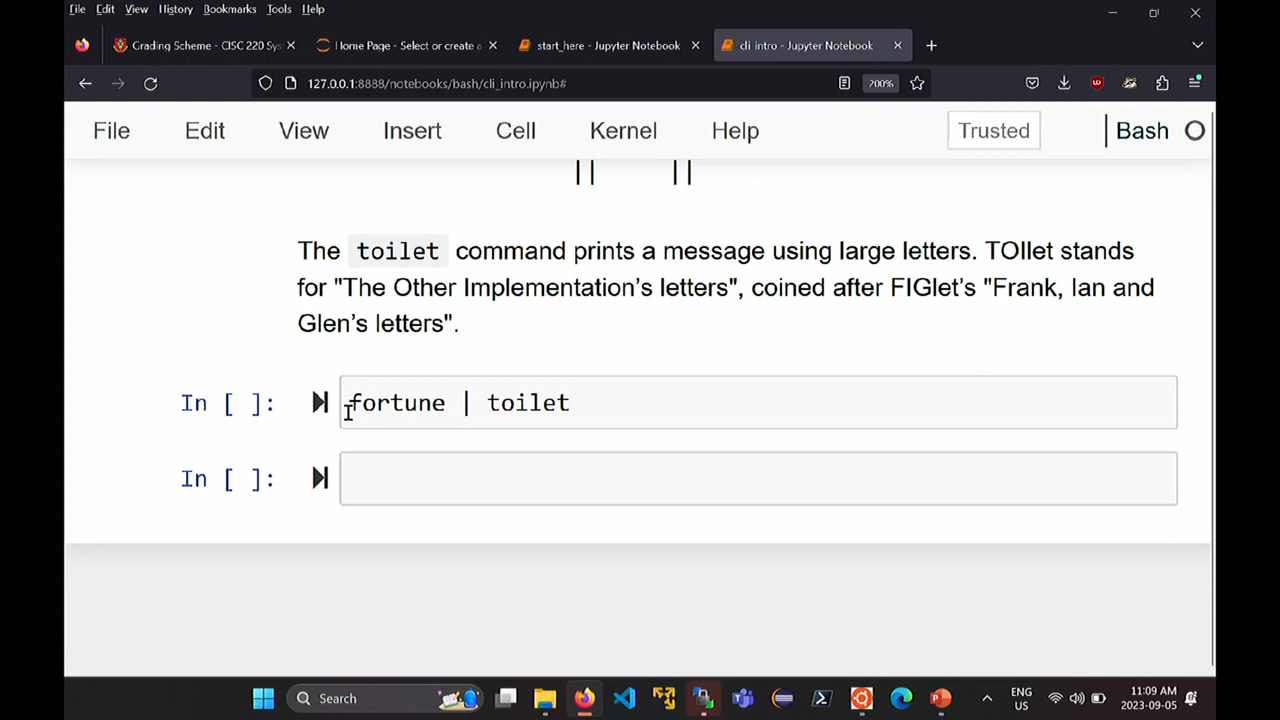 File Edit View History Bookmarks Tools Help
Grading Scheme - CISC 220 Sys
Home Page - Select or create a
start_here - Jupyter Notebook
cli_intro - Jupyter Notebook
127.0.0.1:8888/notebooks/bash/cli_intro.ipynb#
200%
File Edit View Insert Cell Kernel Help Trusted Bash
The toilet command prints a message using large letters. TOIlet stands
for "The Other Implementation’s letters", coined after FIGlet’s "Frank, Ian and
Glen’s letters".
In [ ]: fortune | toilet
In [ ]:
Search
ENG
US
11:09 AM
2023-09-05